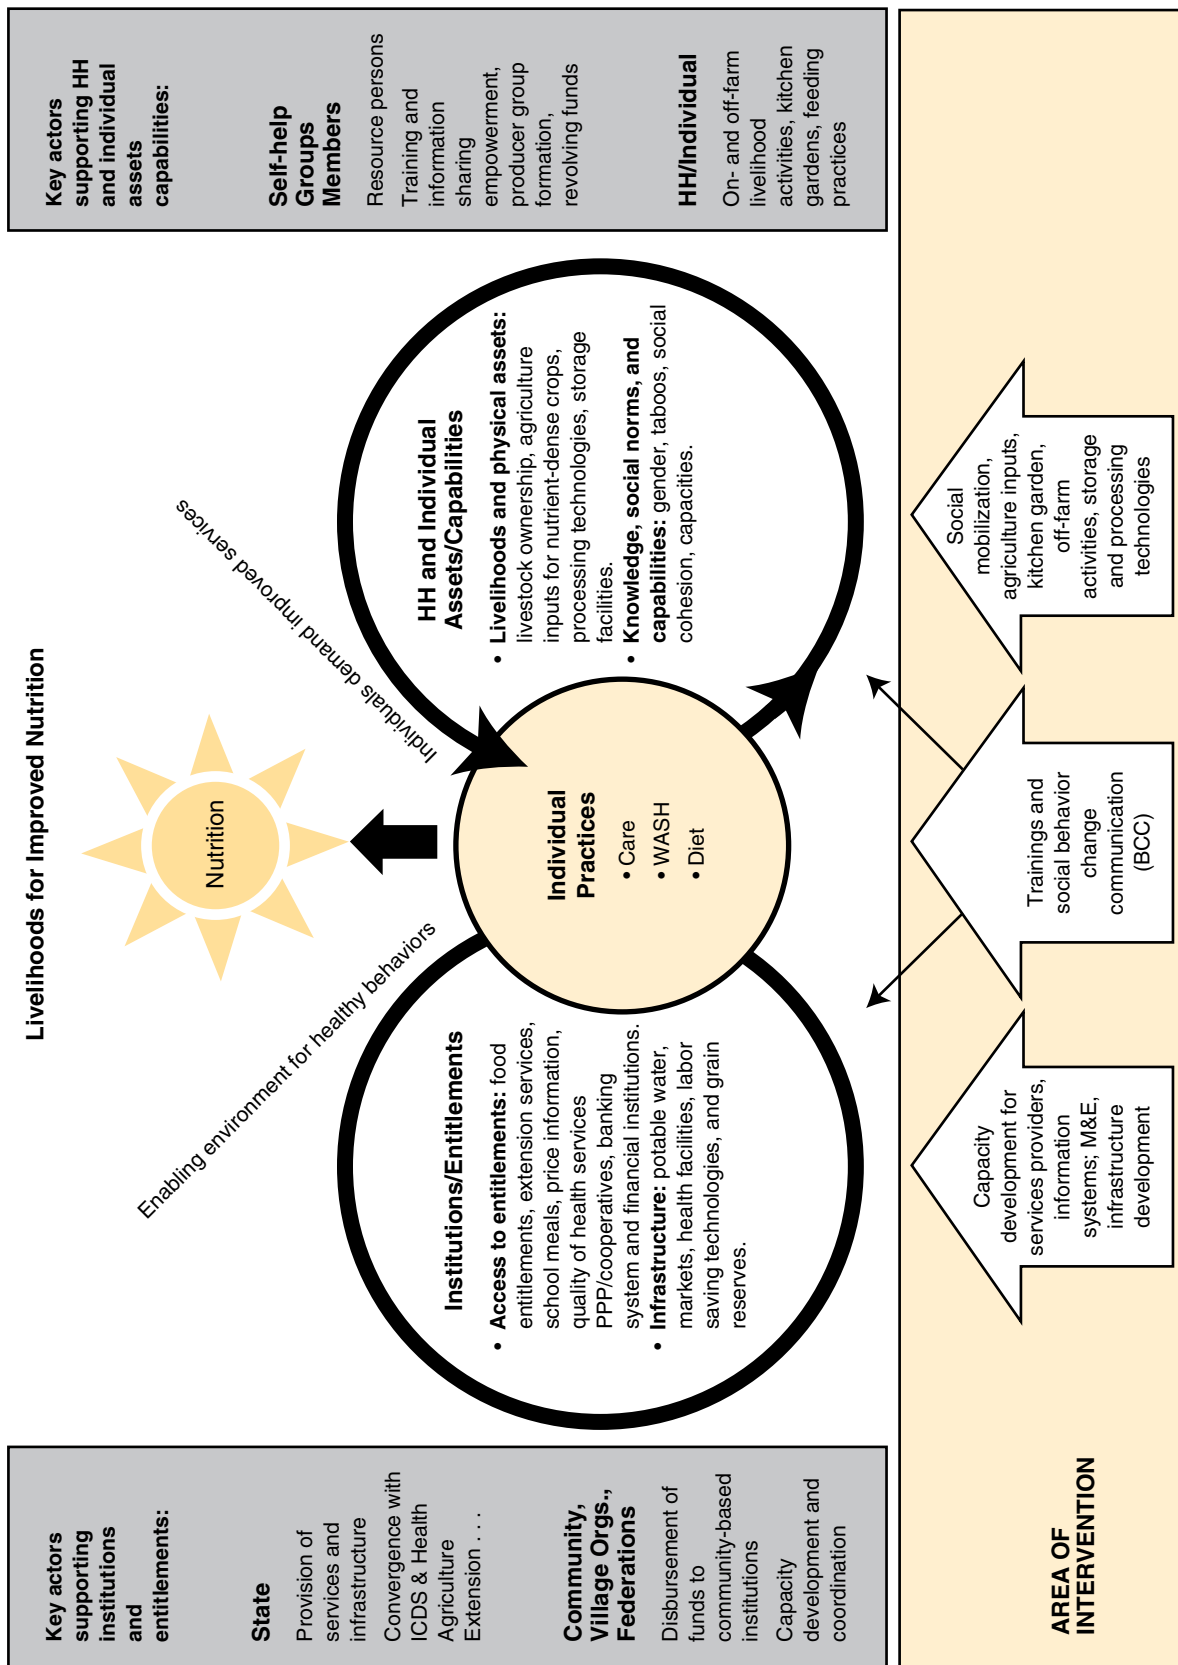 Livelihoods for Improved Nutrition
Key actors
supporting
institutions
and
entitlements:
State
Provision of
services and
infrastructure
Convergence with
ICDS & Health
Agriculture
Extension . . .
Community,
Village Orgs.,
Federations
Disbursement of
funds to
community-based
institutions
Capacity
development and
coordination
Nutrition
Enabling environment for healthy behaviors
Individuals demand improved services
Institutions/Entitlements
• Access to entitlements: food
entitlements, extension services,
school meals, price information,
quality of health services
PPP/cooperatives, banking
system and financial institutions.
• Infrastructure: potable water,
markets, health facilities, labor
saving technologies, and grain
reserves.
Individual
Practices
• Care
• WASH
• Diet
HH and Individual
Assets/Capabilities
• Livelihoods and physical assets:
livestock ownership, agriculture
inputs for nutrient-dense crops,
processing technologies, storage
facilities.
• Knowledge, social norms, and
capabilities: gender, taboos, social
cohesion, capacities.
Key actors
supporting HH
and individual
assets
capabilities:
Self-help
Groups
Members
Resource persons
Training and
information
sharing
empowerment,
producer group
formation,
revolving funds
HH/Individual
On- and off-farm
livelihood
activities, kitchen
gardens, feeding
practices
AREA OF
INTERVENTION
Capacity
development for
services providers,
information
systems; M&E,
infrastructure
development
Trainings and
social behavior
change
communication
(BCC)
Social
mobilization,
agriculture inputs,
kitchen garden,
off-farm
activities, storage
and processing
technologies